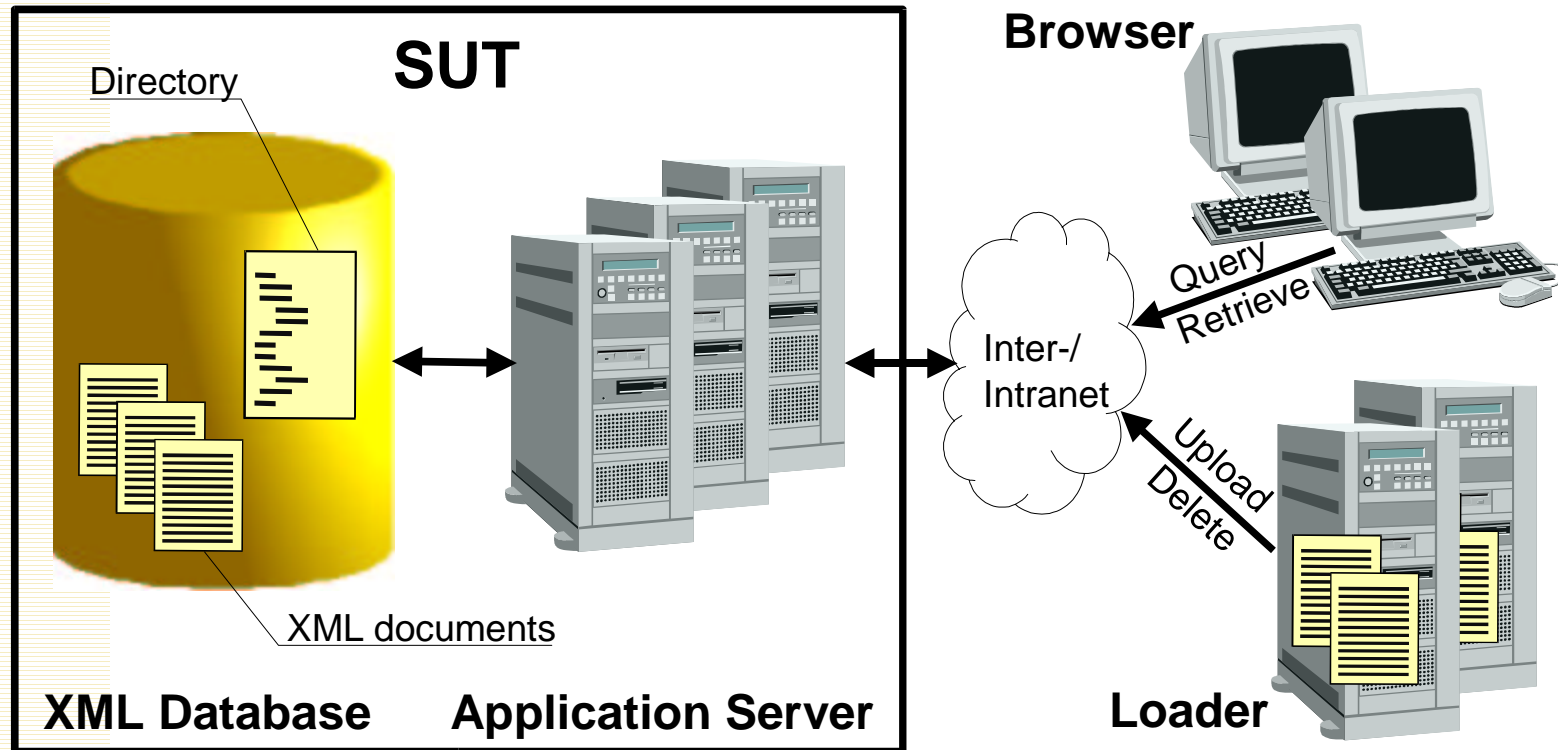 SUT
Directory
XML documents
XML Database
Application Server
Inter-/
Intranet
Browser
Query
Retrieve
Upload
Delete
Loader